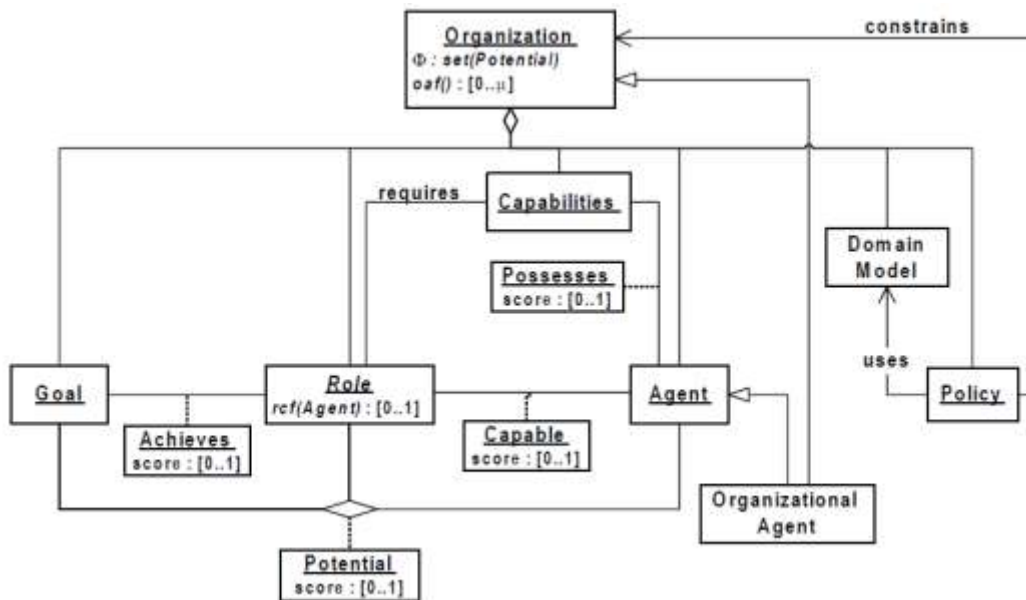 Organization
Φ : set(Potential)
oaf() : [0..μ]
constrains
requires
Capabilities
Domain
Model
Possesses
score : [0..1]
uses
Goal
Role
rcf(Agent) : [0..1]
Agent
Policy
Achieves
score : [0..1]
Capable
score : [0..1]
Organizational
Agent
Potential
score : [0..1]